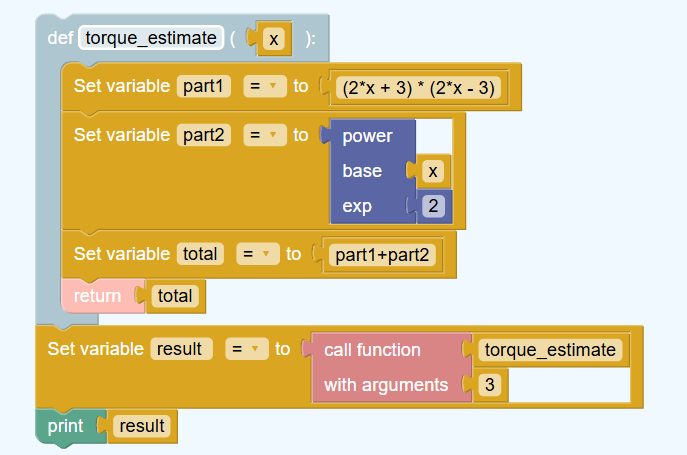 def torque_estimate ( x ):
Set variable part1 = to (2*x + 3) * (2*x - 3)
Set variable part2 = to power
base x
exp 2
Set variable total = to part1+part2
return total
Set variable result = to call function torque_estimate
with arguments 3
print result